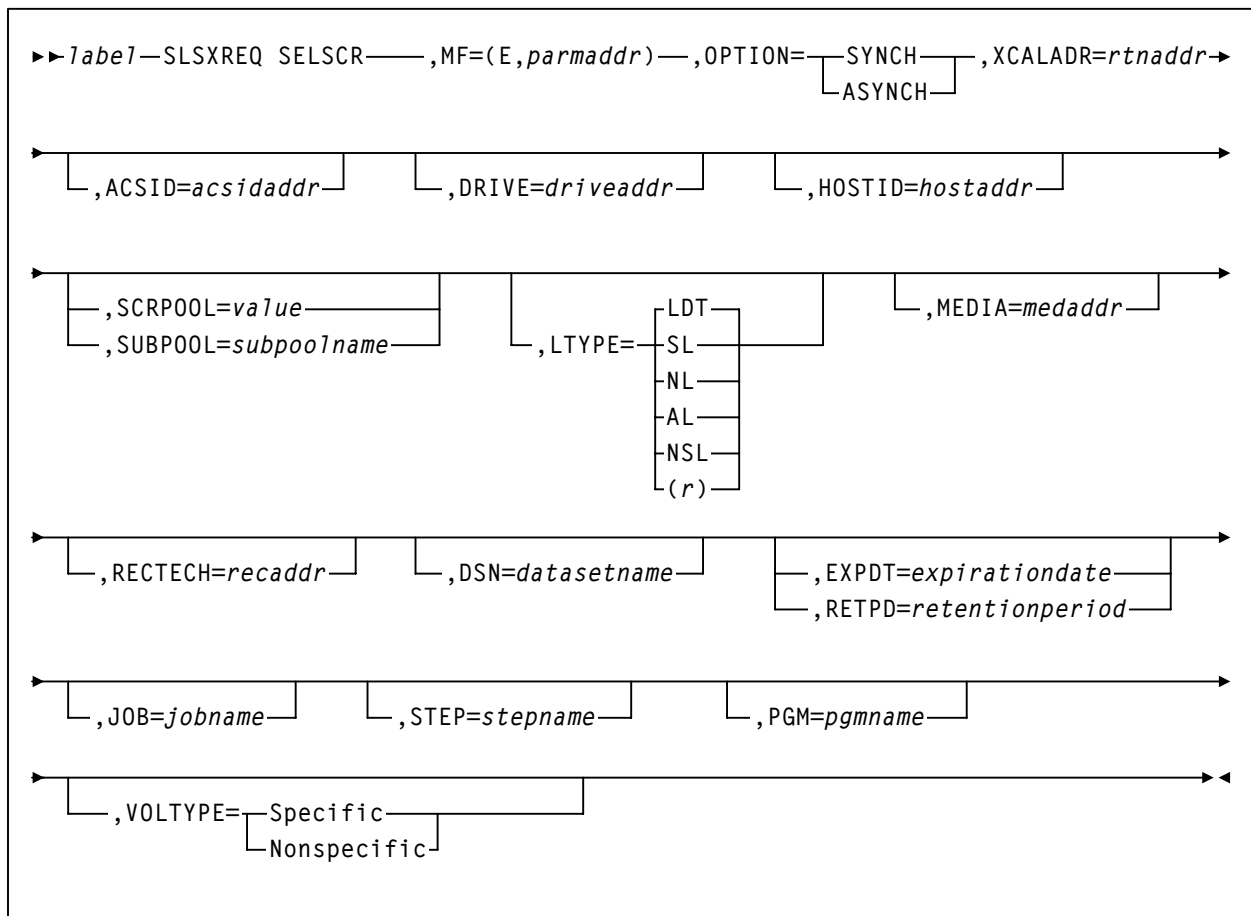 label SLSXREQ SELSCR ,MF=(E,parmaddr) ,OPTION= SYNCH ,XCALADR=rtnaddr
ASYNCH
,ACSID=acsidaddr ,DRIVE=driveaddr ,HOSTID=hostaddr
,SCRPOOL=value
,SUBPOOL=subpoolname
,LTYPE=
LDT
SL
NL
AL
NSL
(r)
,MEDIA=medaddr
,RECTECH=recaddr ,DSN=datasetname ,EXPDT=expirationdate
,RETPD=retentionperiod
,JOB=jobname ,STEP=stepname ,PGM=pgmname
,VOLTYPE= Specific
Nonspecific